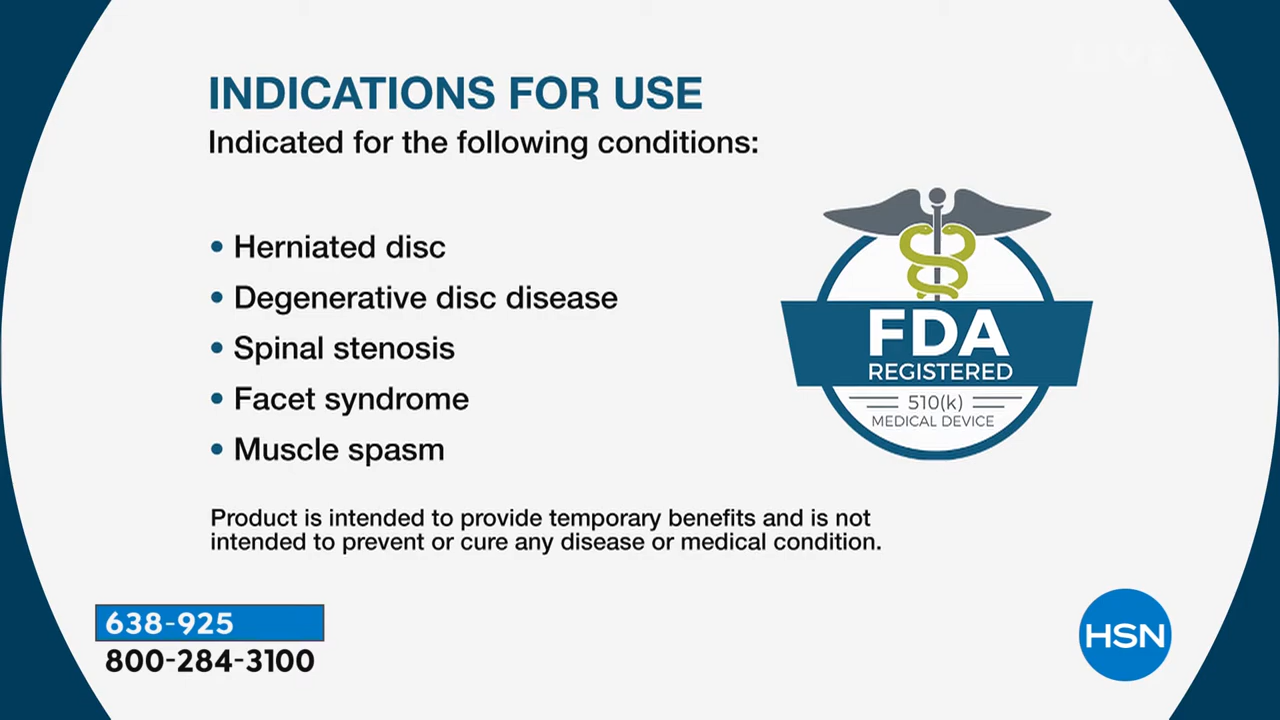 INDICATIONS FOR USE
Indicated for the following conditions:
• Herniated disc
• Degenerative disc disease
• Spinal stenosis
• Facet syndrome
• Muscle spasm
FDA
REGISTERED
510(k)
MEDICAL DEVICE
Product is intended to provide temporary benefits and is not
intended to prevent or cure any disease or medical condition.
638-925
800-284-3100
HSN